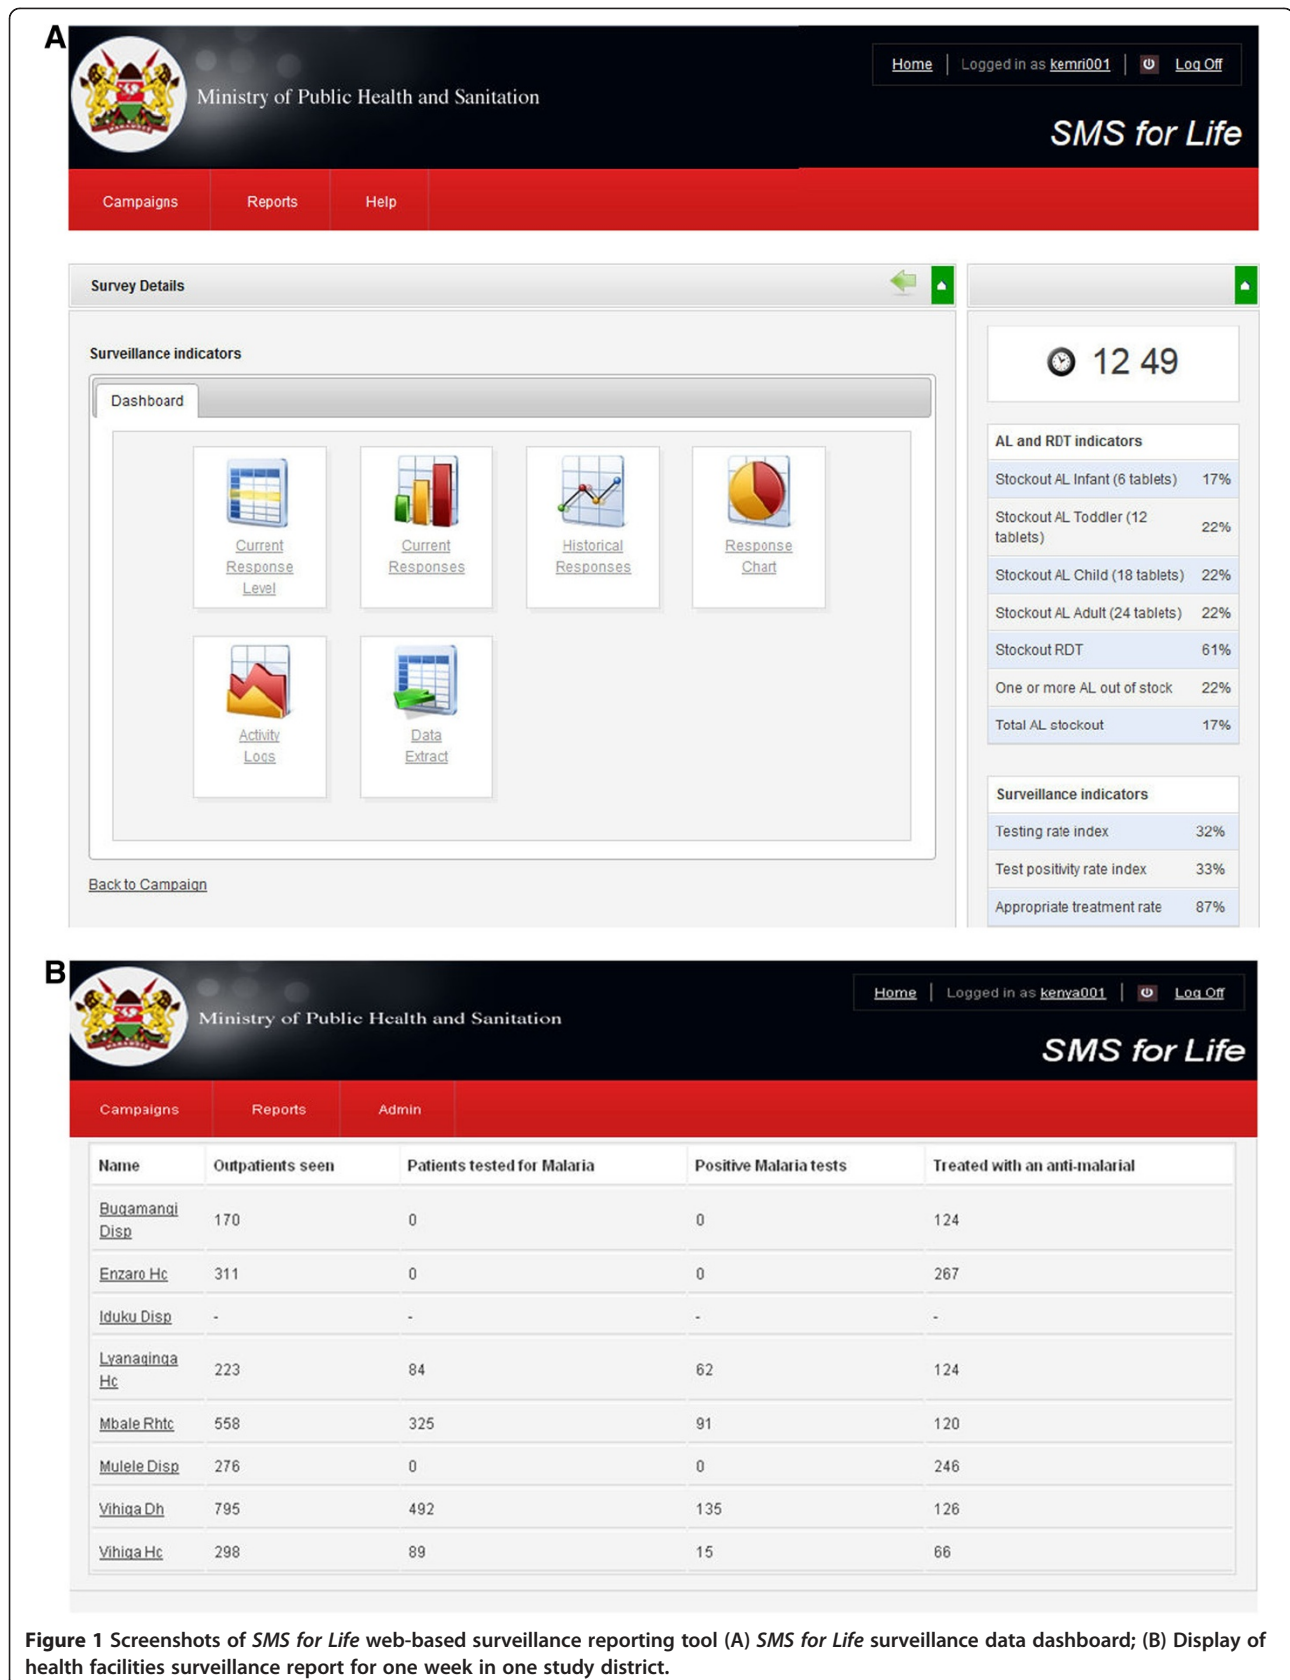 A
Ministry of Public Health and Sanitation
Home | Logged in as kemri001 | Log Off
SMS for Life
Campaigns Reports Help
Survey Details
Surveillance indicators
Dashboard
Current Response Level
Current Responses
Historical Responses
Response Chart
Activity Logs
Data Extract
Back to Campaign
12 49
AL and RDT indicators
Stockout AL Infant (6 tablets) 17%
Stockout AL Toddler (12 tablets) 22%
Stockout AL Child (18 tablets) 22%
Stockout AL Adult (24 tablets) 22%
Stockout RDT 61%
One or more AL out of stock 22%
Total AL stockout 17%
Surveillance indicators
Testing rate index 32%
Test positivity rate index 33%
Appropriate treatment rate 87%
B
Ministry of Public Health and Sanitation
Home | Logged in as kenya001 | Log Off
SMS for Life
Campaigns Reports Admin
Name Outpatients seen Patients tested for Malaria Positive Malaria tests Treated with an anti-malarial
Bugamangi Disp 170 0 0 124
Enzaro Hc 311 0 0 267
Iduku Disp - - - -
Lyanaginga Hc 223 84 62 124
Mbale Rhtc 558 325 91 120
Mulele Disp 276 0 0 246
Vihiga Dh 795 492 135 126
Vihiga Hc 298 89 15 66
Figure 1 Screenshots of SMS for Life web-based surveillance reporting tool (A) SMS for Life surveillance data dashboard; (B) Display of
health facilities surveillance report for one week in one study district.